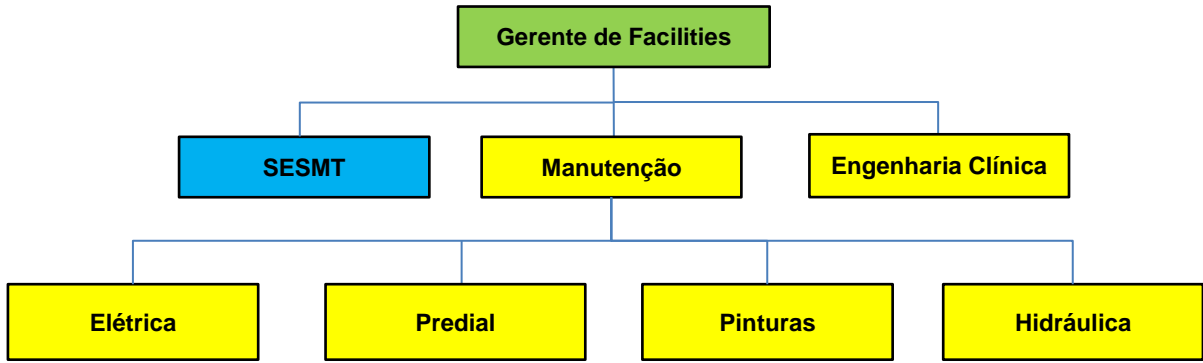 Gerente de Facilities
SESMT
Manutenção
Engenharia Clínica
Elétrica
Predial
Pinturas
Hidráulica